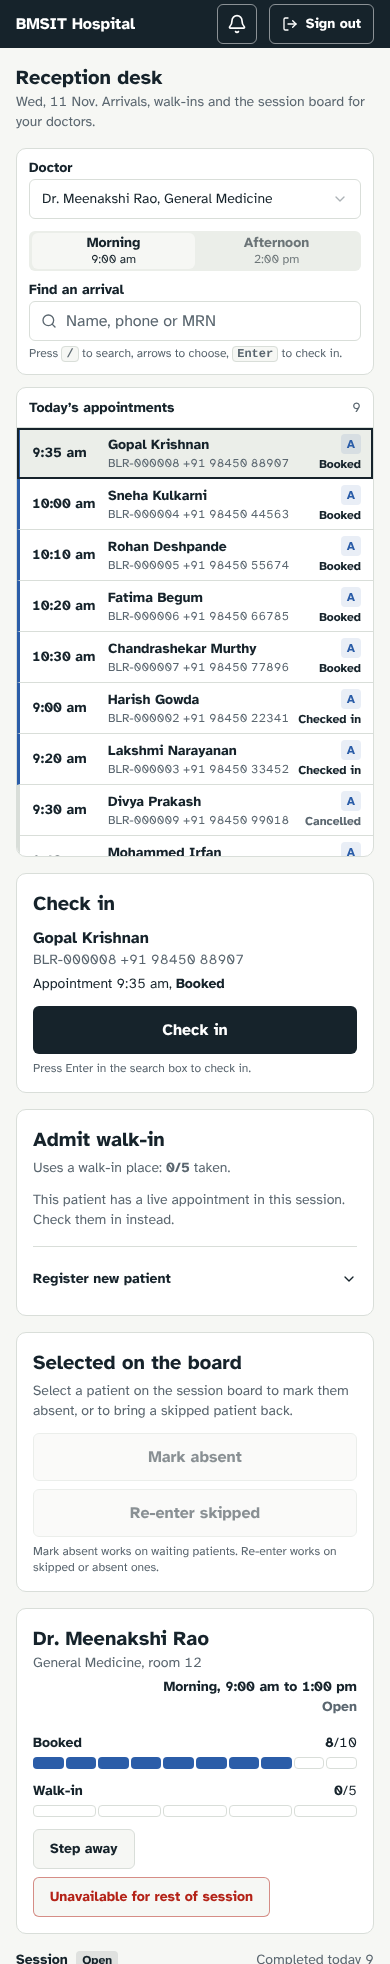 BMSIT Hospital
Sign out
Reception desk
Wed, 11 Nov. Arrivals, walk-ins and the session board for
your doctors.
Doctor
Dr. Meenakshi Rao, General Medicine
Morning
9:00 am
Afternoon
2:00 pm
Find an arrival
Name, phone or MRN
Press / to search, arrows to choose, Enter to check in.
Today's appointments 9
9:35 am Gopal Krishnan A
BLR-000008 +91 98450 88907 Booked
10:00 am Sneha Kulkarni A
BLR-000004 +91 98450 44563 Booked
10:10 am Rohan Deshpande A
BLR-000005 +91 98450 55674 Booked
10:20 am Fatima Begum A
BLR-000006 +91 98450 66785 Booked
10:30 am Chandrashekar Murthy A
BLR-000007 +91 98450 77896 Booked
9:00 am Harish Gowda A
BLR-000002 +91 98450 22341 Checked in
9:20 am Lakshmi Narayanan A
BLR-000003 +91 98450 33452 Checked in
9:30 am Divya Prakash A
BLR-000009 +91 98450 99018 Cancelled
Mohammed Irfan A
Check in
Gopal Krishnan
BLR-000008 +91 98450 88907
Appointment 9:35 am, Booked
Check in
Press Enter in the search box to check in.
Admit walk-in
Uses a walk-in place: 0/5 taken.
This patient has a live appointment in this session.
Check them in instead.
Register new patient
Selected on the board
Select a patient on the session board to mark them
absent, or to bring a skipped patient back.
Mark absent
Re-enter skipped
Mark absent works on waiting patients. Re-enter works on
skipped or absent ones.
Dr. Meenakshi Rao
General Medicine, room 12
Morning, 9:00 am to 1:00 pm
Open
Booked 8/10
Walk-in 0/5
Step away
Unavailable for rest of session
Session Open Completed today 9